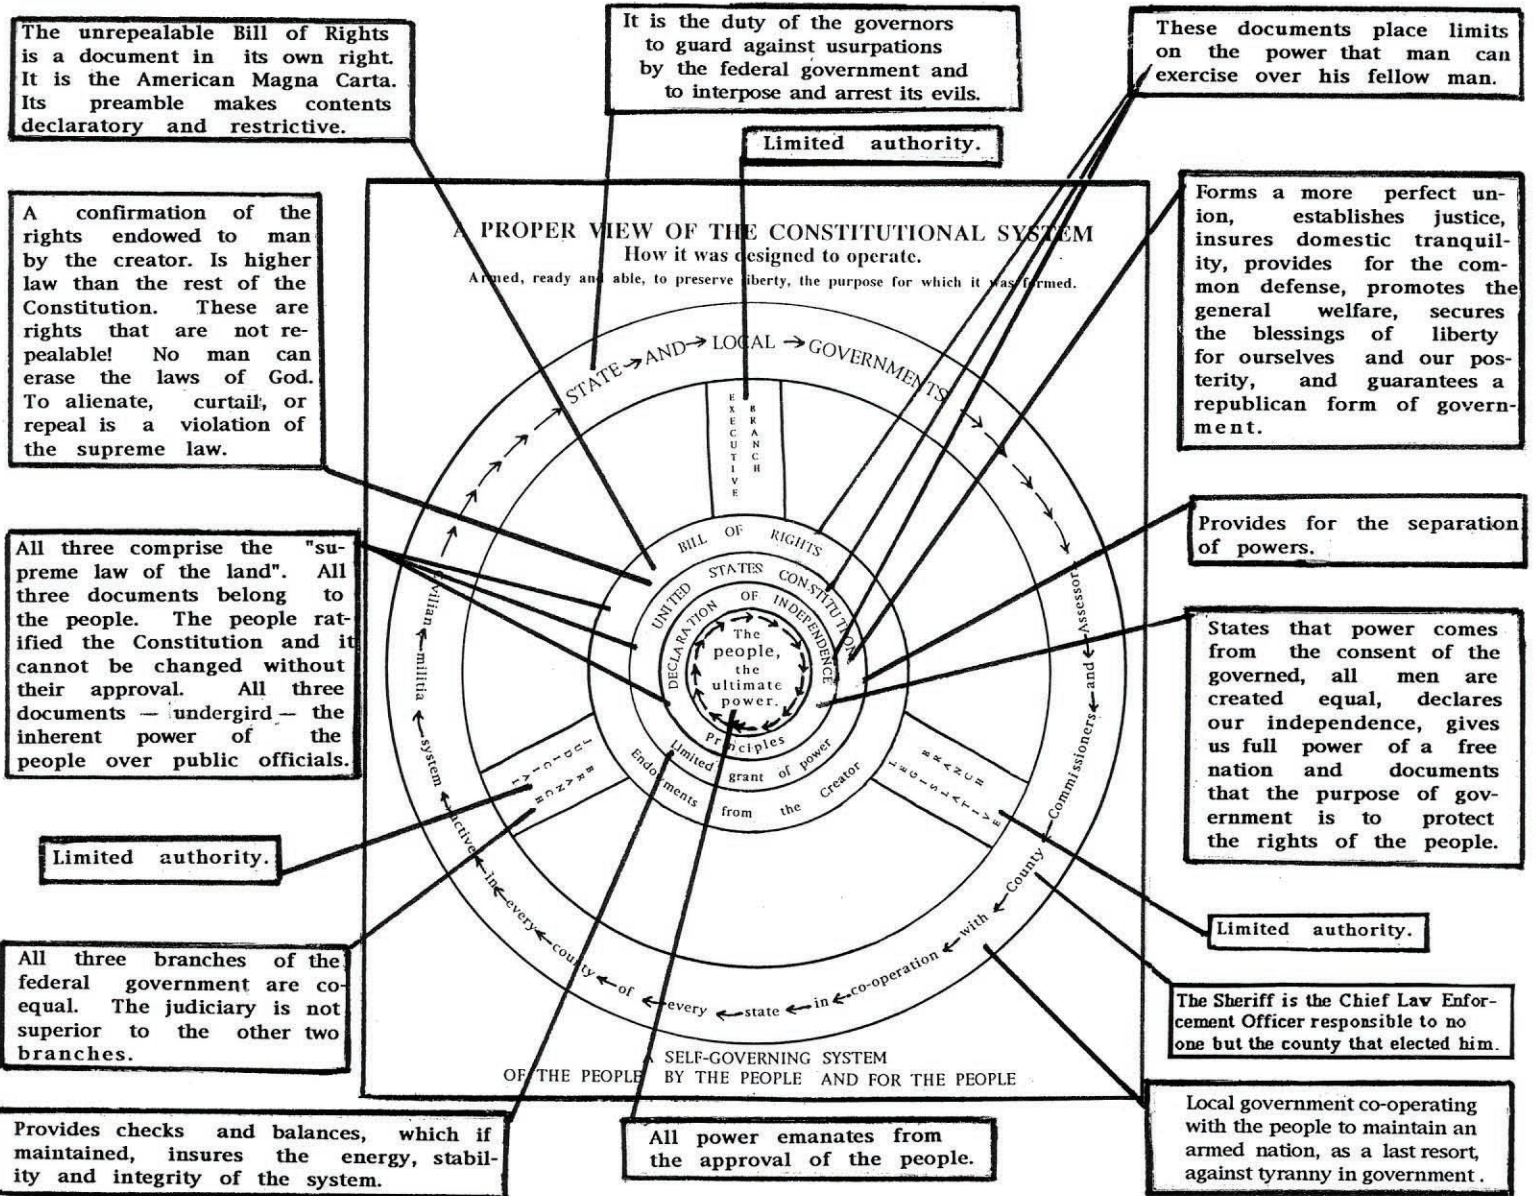 The unrepealable Bill of Rights
is a document in its own right.
It is the American Magna Carta.
Its preamble makes contents
declaratory and restrictive.
It is the duty of the governors
to guard against usurpations
by the federal government and
to interpose and arrest its evils.
These documents place limits
on the power that man can
exercise over his fellow man.
Limited authority.
A confirmation of the
rights endowed to man
by the creator. Is higher
law than the rest of the
Constitution. These are
rights that are not re-
pealable! No man can
erase the laws of God.
To alienate, curtail, or
repeal is a violation of
the supreme law.
Forms a more perfect un-
ion, establishes justice,
insures domestic tranquil-
ity, provides for the com-
mon defense, promotes the
general welfare, secures
the blessings of liberty
for ourselves and our pos-
terity, and guarantees a
republican form of govern-
ment.
A PROPER VIEW OF THE CONSTITUTIONAL SYSTEM
How it was designed to operate.
Armed, ready and able, to preserve liberty, the purpose for which it was formed.
STATE → AND → LOCAL → GOVERNMENTS
EXECUTIVE
BRANCH
BILL OF RIGHTS
UNITED STATES CONSTITUTION
DECLARATION OF INDEPENDENCE
The
people,
the
ultimate
power.
Principles
Limited grant of power
Endowments from the Creator
JUDICIAL
BRANCH
BRANCH
LEGISLATIVE
Civilian → militia ← system ← active ← in ← every ← county ← of ← every ← state ← in ← co-operation ← with ← County ← Commissioners ← and ← Assessors
All three comprise the "su-
preme law of the land". All
three documents belong to
the people. The people rat-
ified the Constitution and it
cannot be changed without
their approval. All three
documents — undergird — the
inherent power of the
people over public officials.
Provides for the separation
of powers.
States that power comes
from the consent of the
governed, all men are
created equal, declares
our independence, gives
us full power of a free
nation and documents
that the purpose of gov-
ernment is to protect
the rights of the people.
Limited authority.
Limited authority.
All three branches of the
federal government are co-
equal. The judiciary is not
superior to the other two
branches.
The Sheriff is the Chief Law Enfor-
cement Officer responsible to no
one but the county that elected him.
A SELF-GOVERNING SYSTEM
OF THE PEOPLE BY THE PEOPLE AND FOR THE PEOPLE
Provides checks and balances, which if
maintained, insures the energy, stabil-
ity and integrity of the system.
All power emanates from
the approval of the people.
Local government co-operating
with the people to maintain an
armed nation, as a last resort,
against tyranny in government.